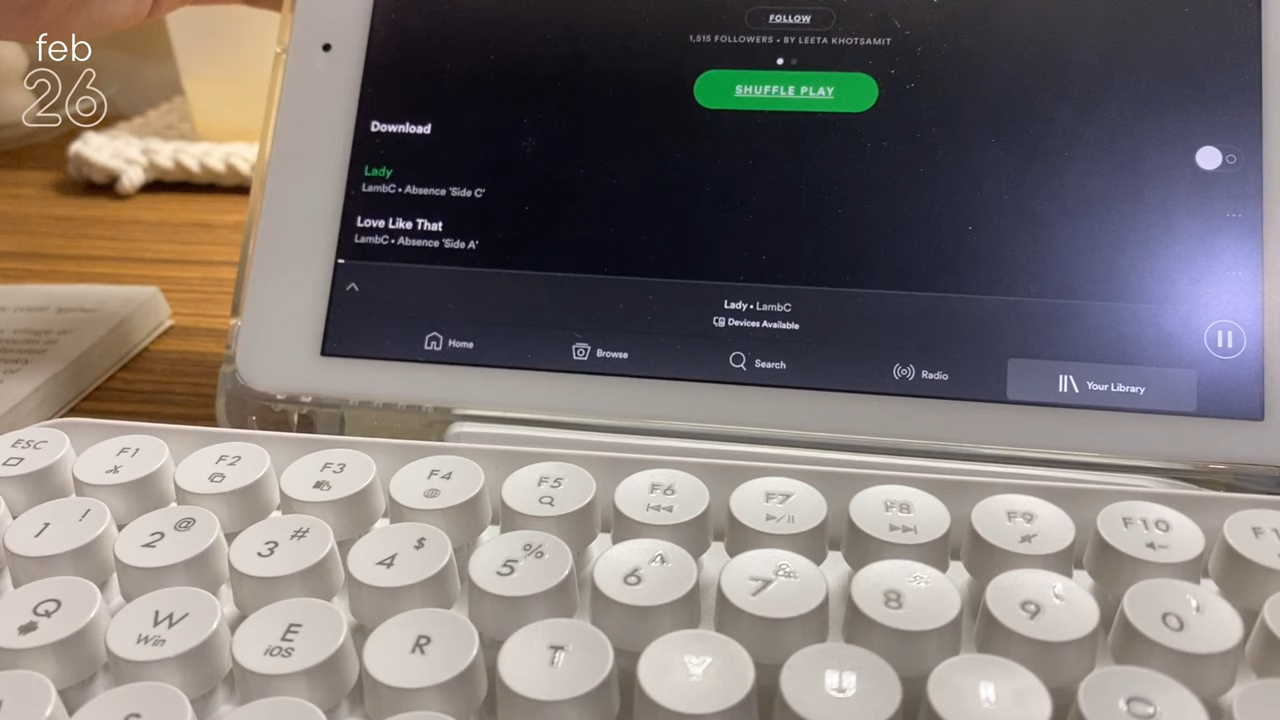 feb
26
FOLLOW
1,515 FOLLOWERS • BY LEETA KHOTSAMIT
SHUFFLE PLAY
Download
Lady
LambC • Absence 'Side C'
Love Like That
LambC • Absence 'Side A'
Lady • LambC
Devices Available
Home
Browse
Search
Radio
Your Library
ESC
F1
F2
F3
F4
F5
F6
F7
F8
F9
F10
1 !
2 @
3 #
4 $
5 %
6 ^
7 &
8
9 (
0 )
Q
W
Win
E
iOS
R
T
Y
U
I
O